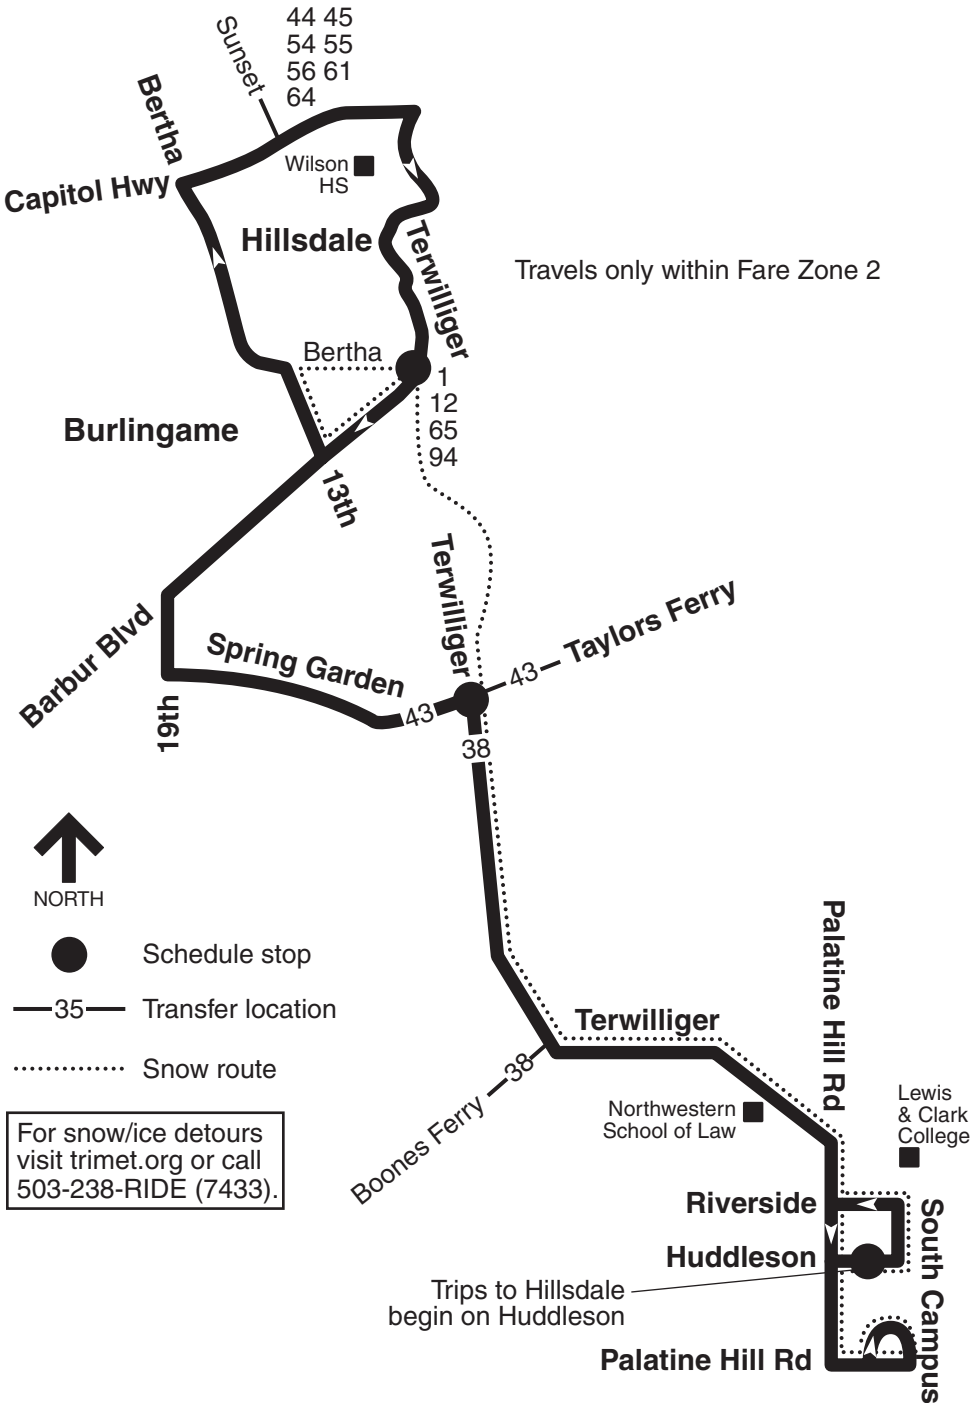 44 45
54 55
56 61
64
Sunset
Bertha
Capitol Hwy
Wilson
HS
Hillsdale
Terwilliger
Travels only within Fare Zone 2
Bertha
1
12
65
94
Burlingame
13th
Terwilliger
Taylors Ferry
43
Barbur Blvd
Spring Garden
43
19th
38
NORTH
Schedule stop
35
Transfer location
Snow route
For snow/ice detours
visit trimet.org or call
503-238-RIDE (7433).
Palatine Hill Rd
Terwilliger
38
Boones Ferry
Northwestern
School of Law
Lewis
& Clark
College
Riverside
South Campus
Huddleson
Trips to Hillsdale
begin on Huddleson
Palatine Hill Rd